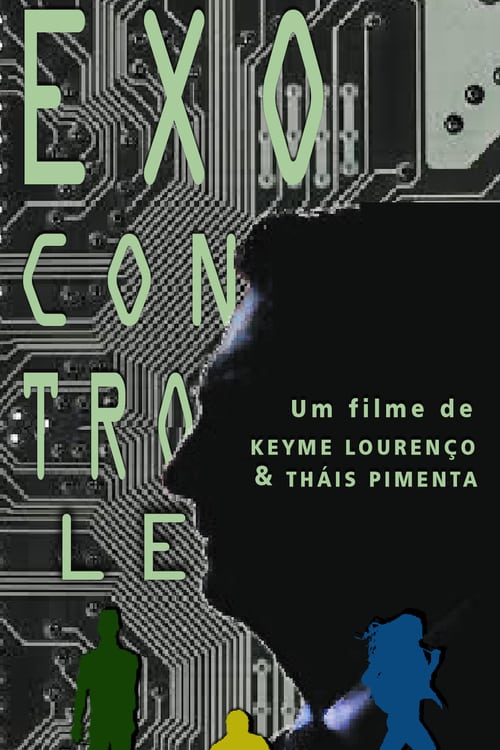 EXO
CON
TRO
LE
Um filme de
KEYME LOURENÇO
& THÁIS PIMENTA